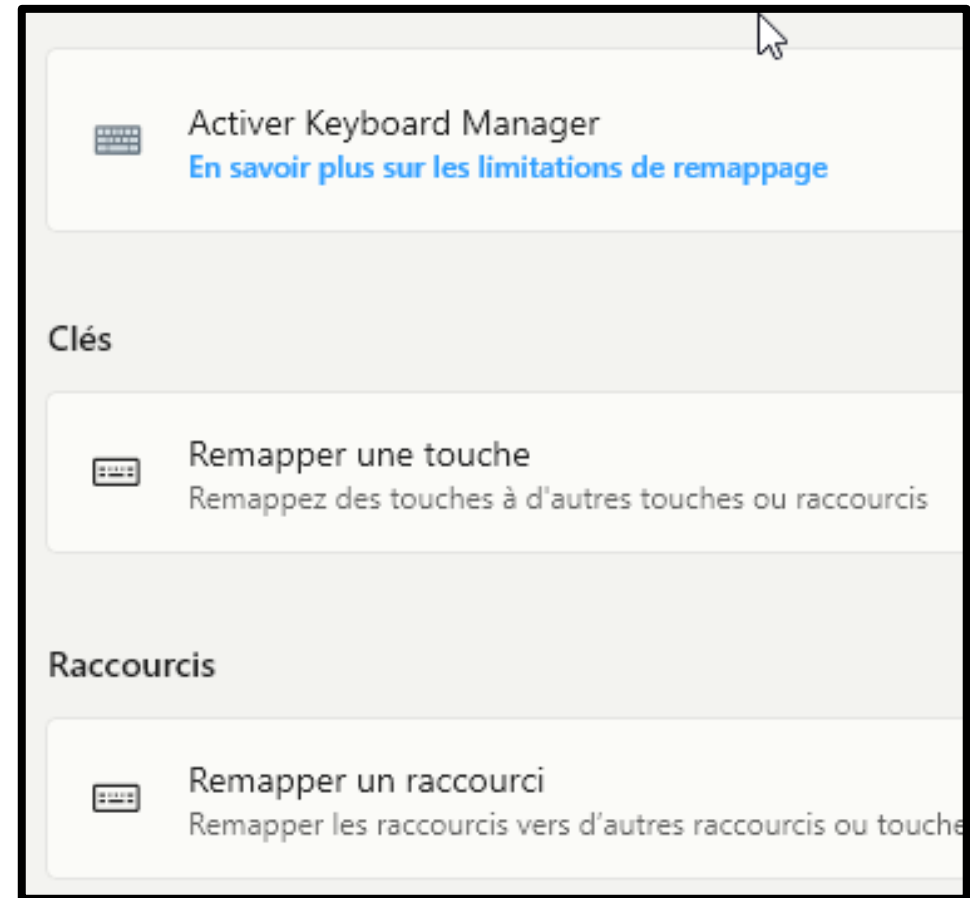 Activer Keyboard Manager
En savoir plus sur les limitations de remappage
Clés
Remapper une touche
Remappez des touches à d'autres touches ou raccourcis
Raccourcis
Remapper un raccourci
Remapper les raccourcis vers d’autres raccourcis ou touche